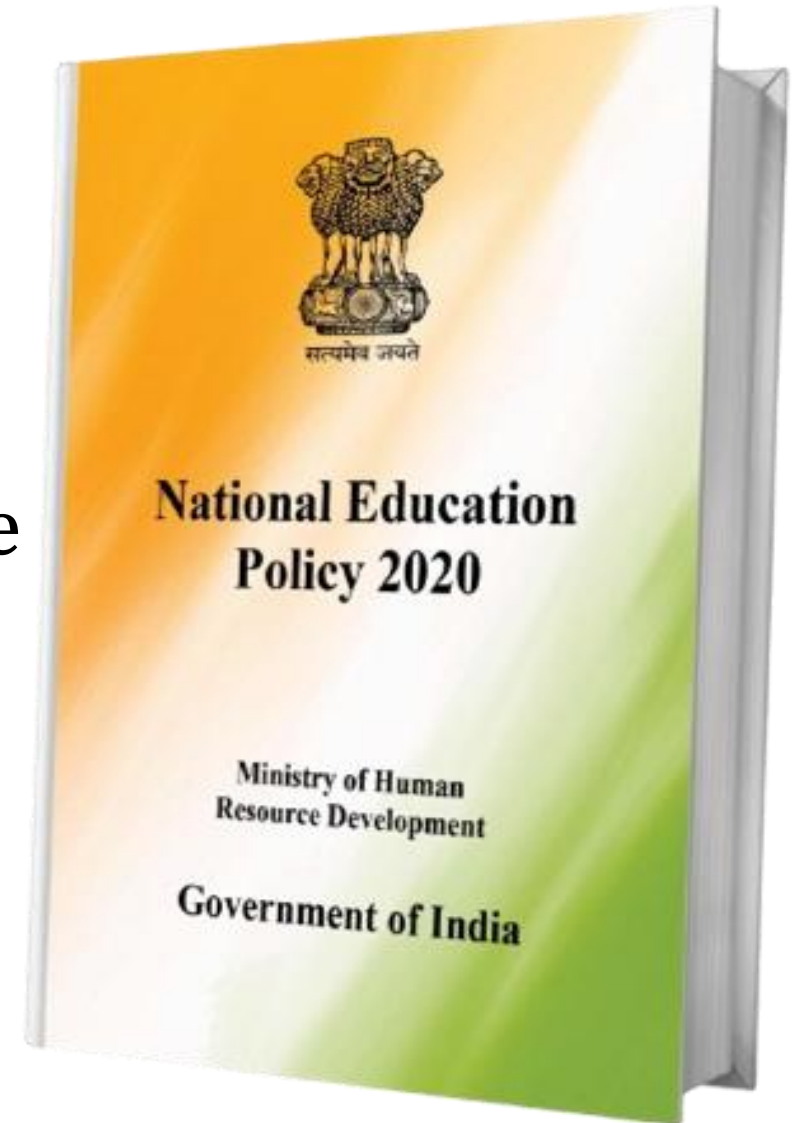 सत्यमेव जयते
National Education
Policy 2020
Ministry of Human
Resource Development
Government of India
e